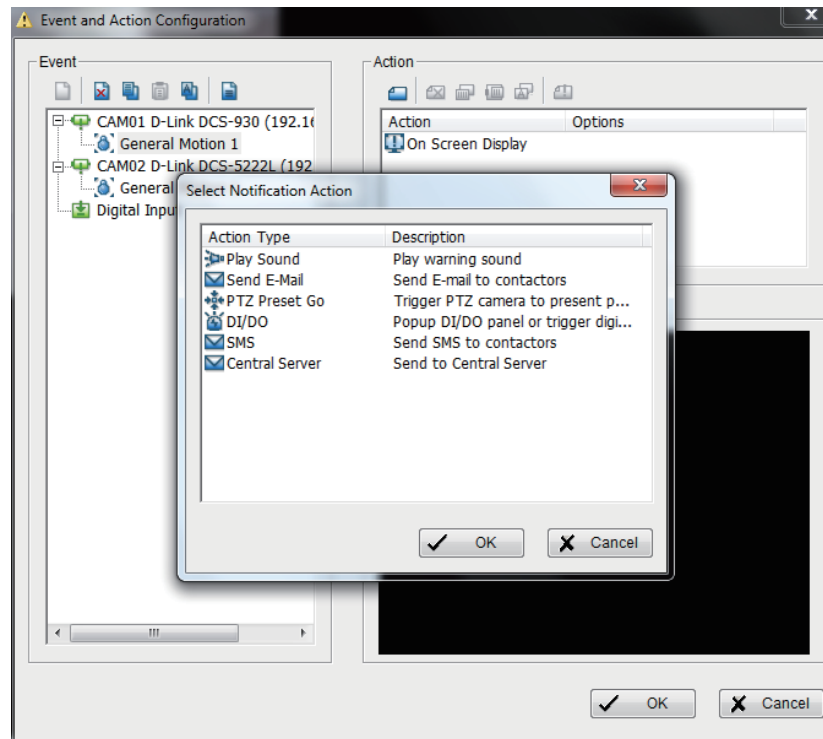 Event and Action Configuration
Event
Action
CAM01 D-Link DCS-930 (192.16
General Motion 1
CAM02 D-Link DCS-5222L (192
General
Digital Inpu
Action Options
On Screen Display
Select Notification Action
Action Type Description
Play Sound Play warning sound
Send E-Mail Send E-mail to contactors
PTZ Preset Go Trigger PTZ camera to present p...
DI/DO Popup DI/DO panel or trigger digi...
SMS Send SMS to contactors
Central Server Send to Central Server
OK Cancel
OK Cancel